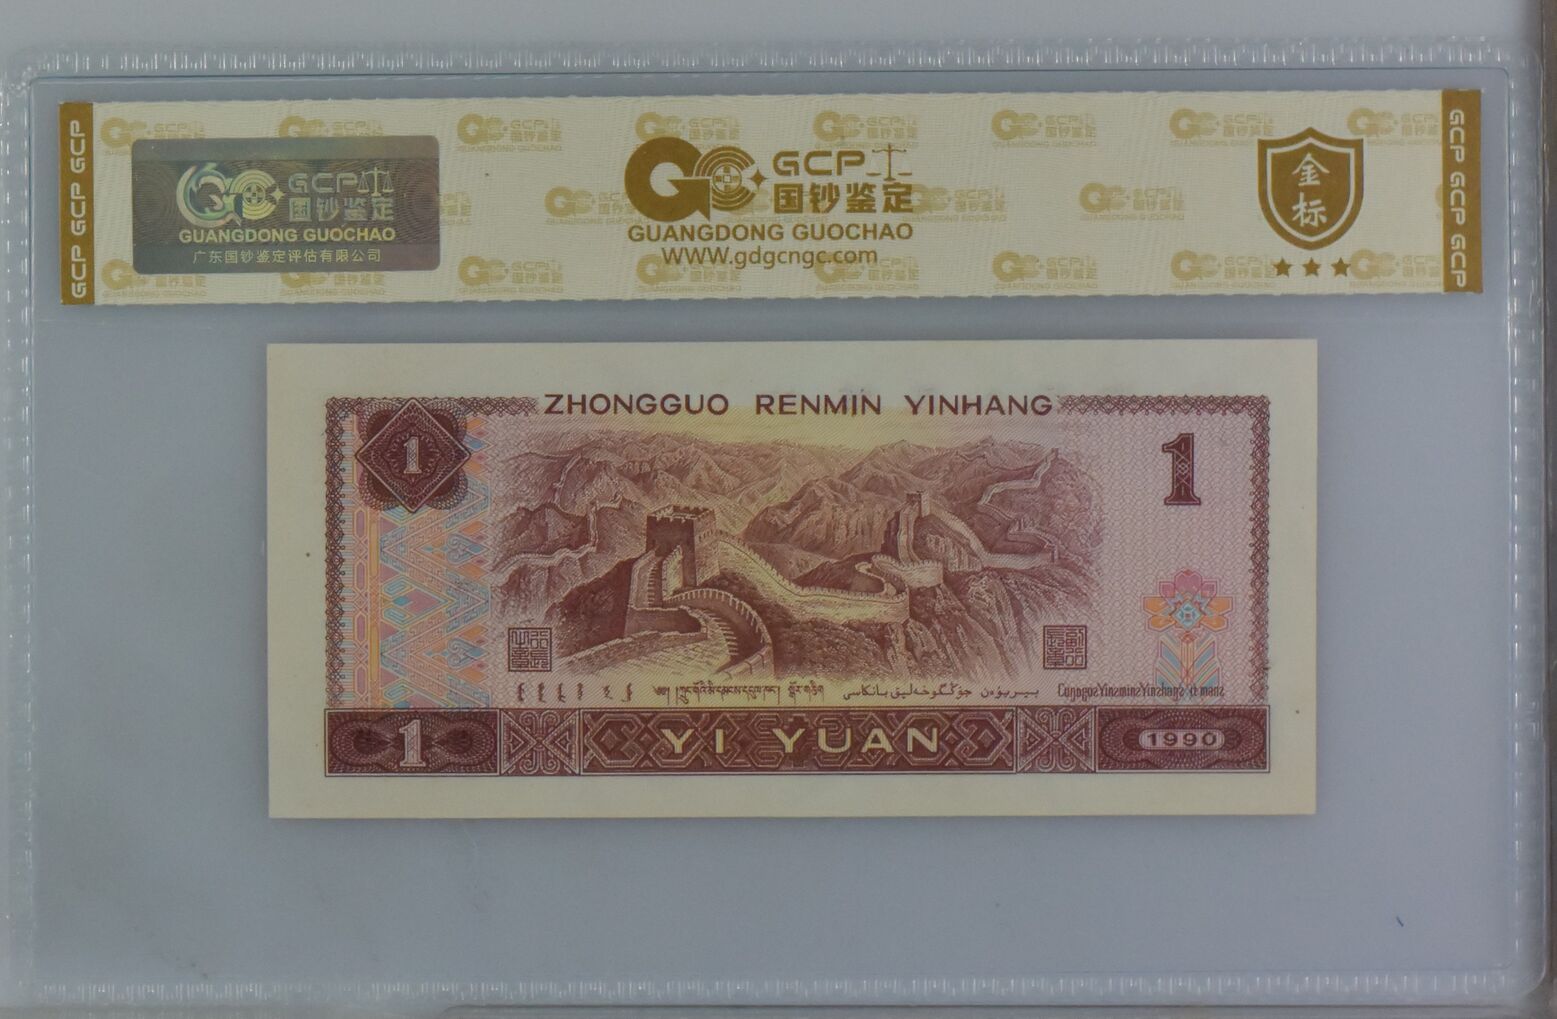 GCP GCP GCP
GCP
国钞鉴定
GUANGDONG GUOCHAO
广东国钞鉴定评估有限公司
GCP
国钞鉴定
GUANGDONG GUOCHAO
WWW.gdgcngc.com
金标
GCP GCP GCP
ZHONGGUO RENMIN YINHANG
1
1
1 YI YUAN 1990